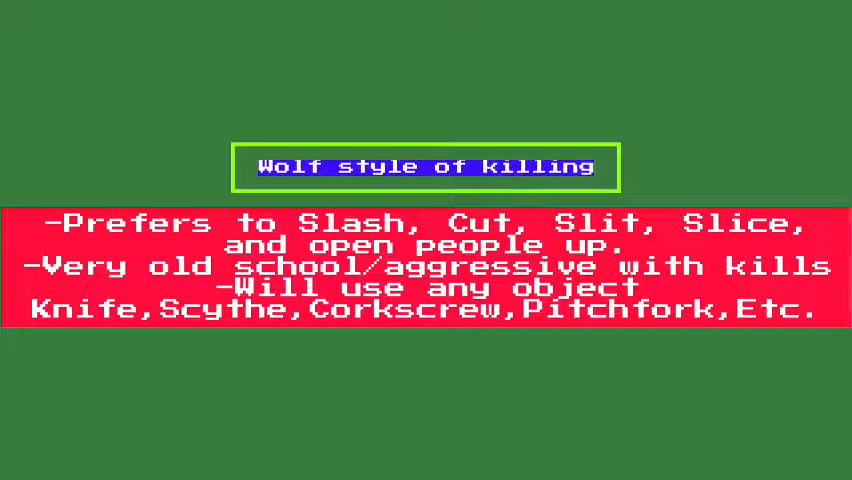 Wolf style of killing
-Prefers to Slash, Cut, Slit, Slice,
and open people up.
-Very old school/aggressive with kills
-Will use any object
Knife,Scythe,Corkscrew,Pitchfork,Etc.